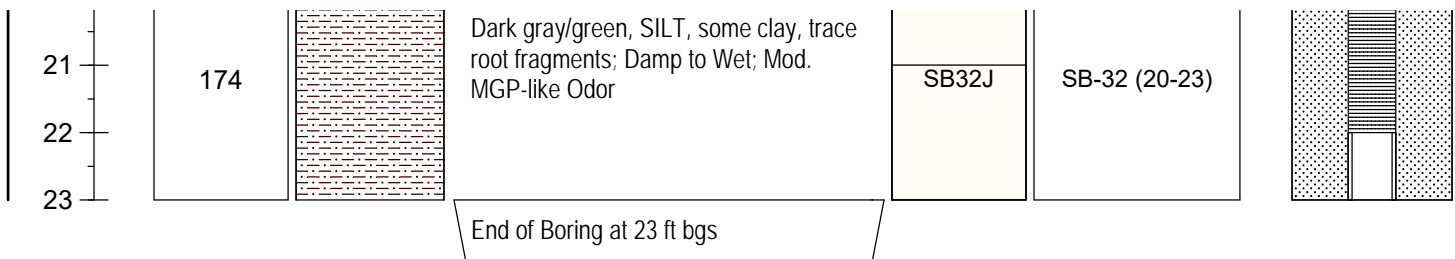 21
22
23
174
Dark gray/green, SILT, some clay, trace
root fragments; Damp to Wet; Mod.
MGP-like Odor
SB32J
SB-32 (20-23)
End of Boring at 23 ft bgs